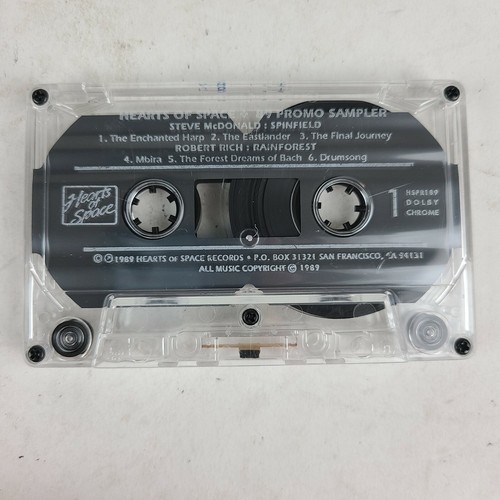 HEARTS OF SPACE PROMO SAMPLER
STEVE McDONALD : SPINFIELD
1. The Enchanted Harp 2. The Eastlander 3. The Final Journey
ROBERT RICH : RAINFOREST
4. Mbira 5. The Forest Dreams of Bach 6. Drumsong
Hearts
of
Space
1
DOLBY
CHROME
©℗1989 HEARTS OF SPACE RECORDS • P.O. BOX 31321 SAN FRANCISCO, CA 94131
ALL MUSIC COPYRIGHT © 1989